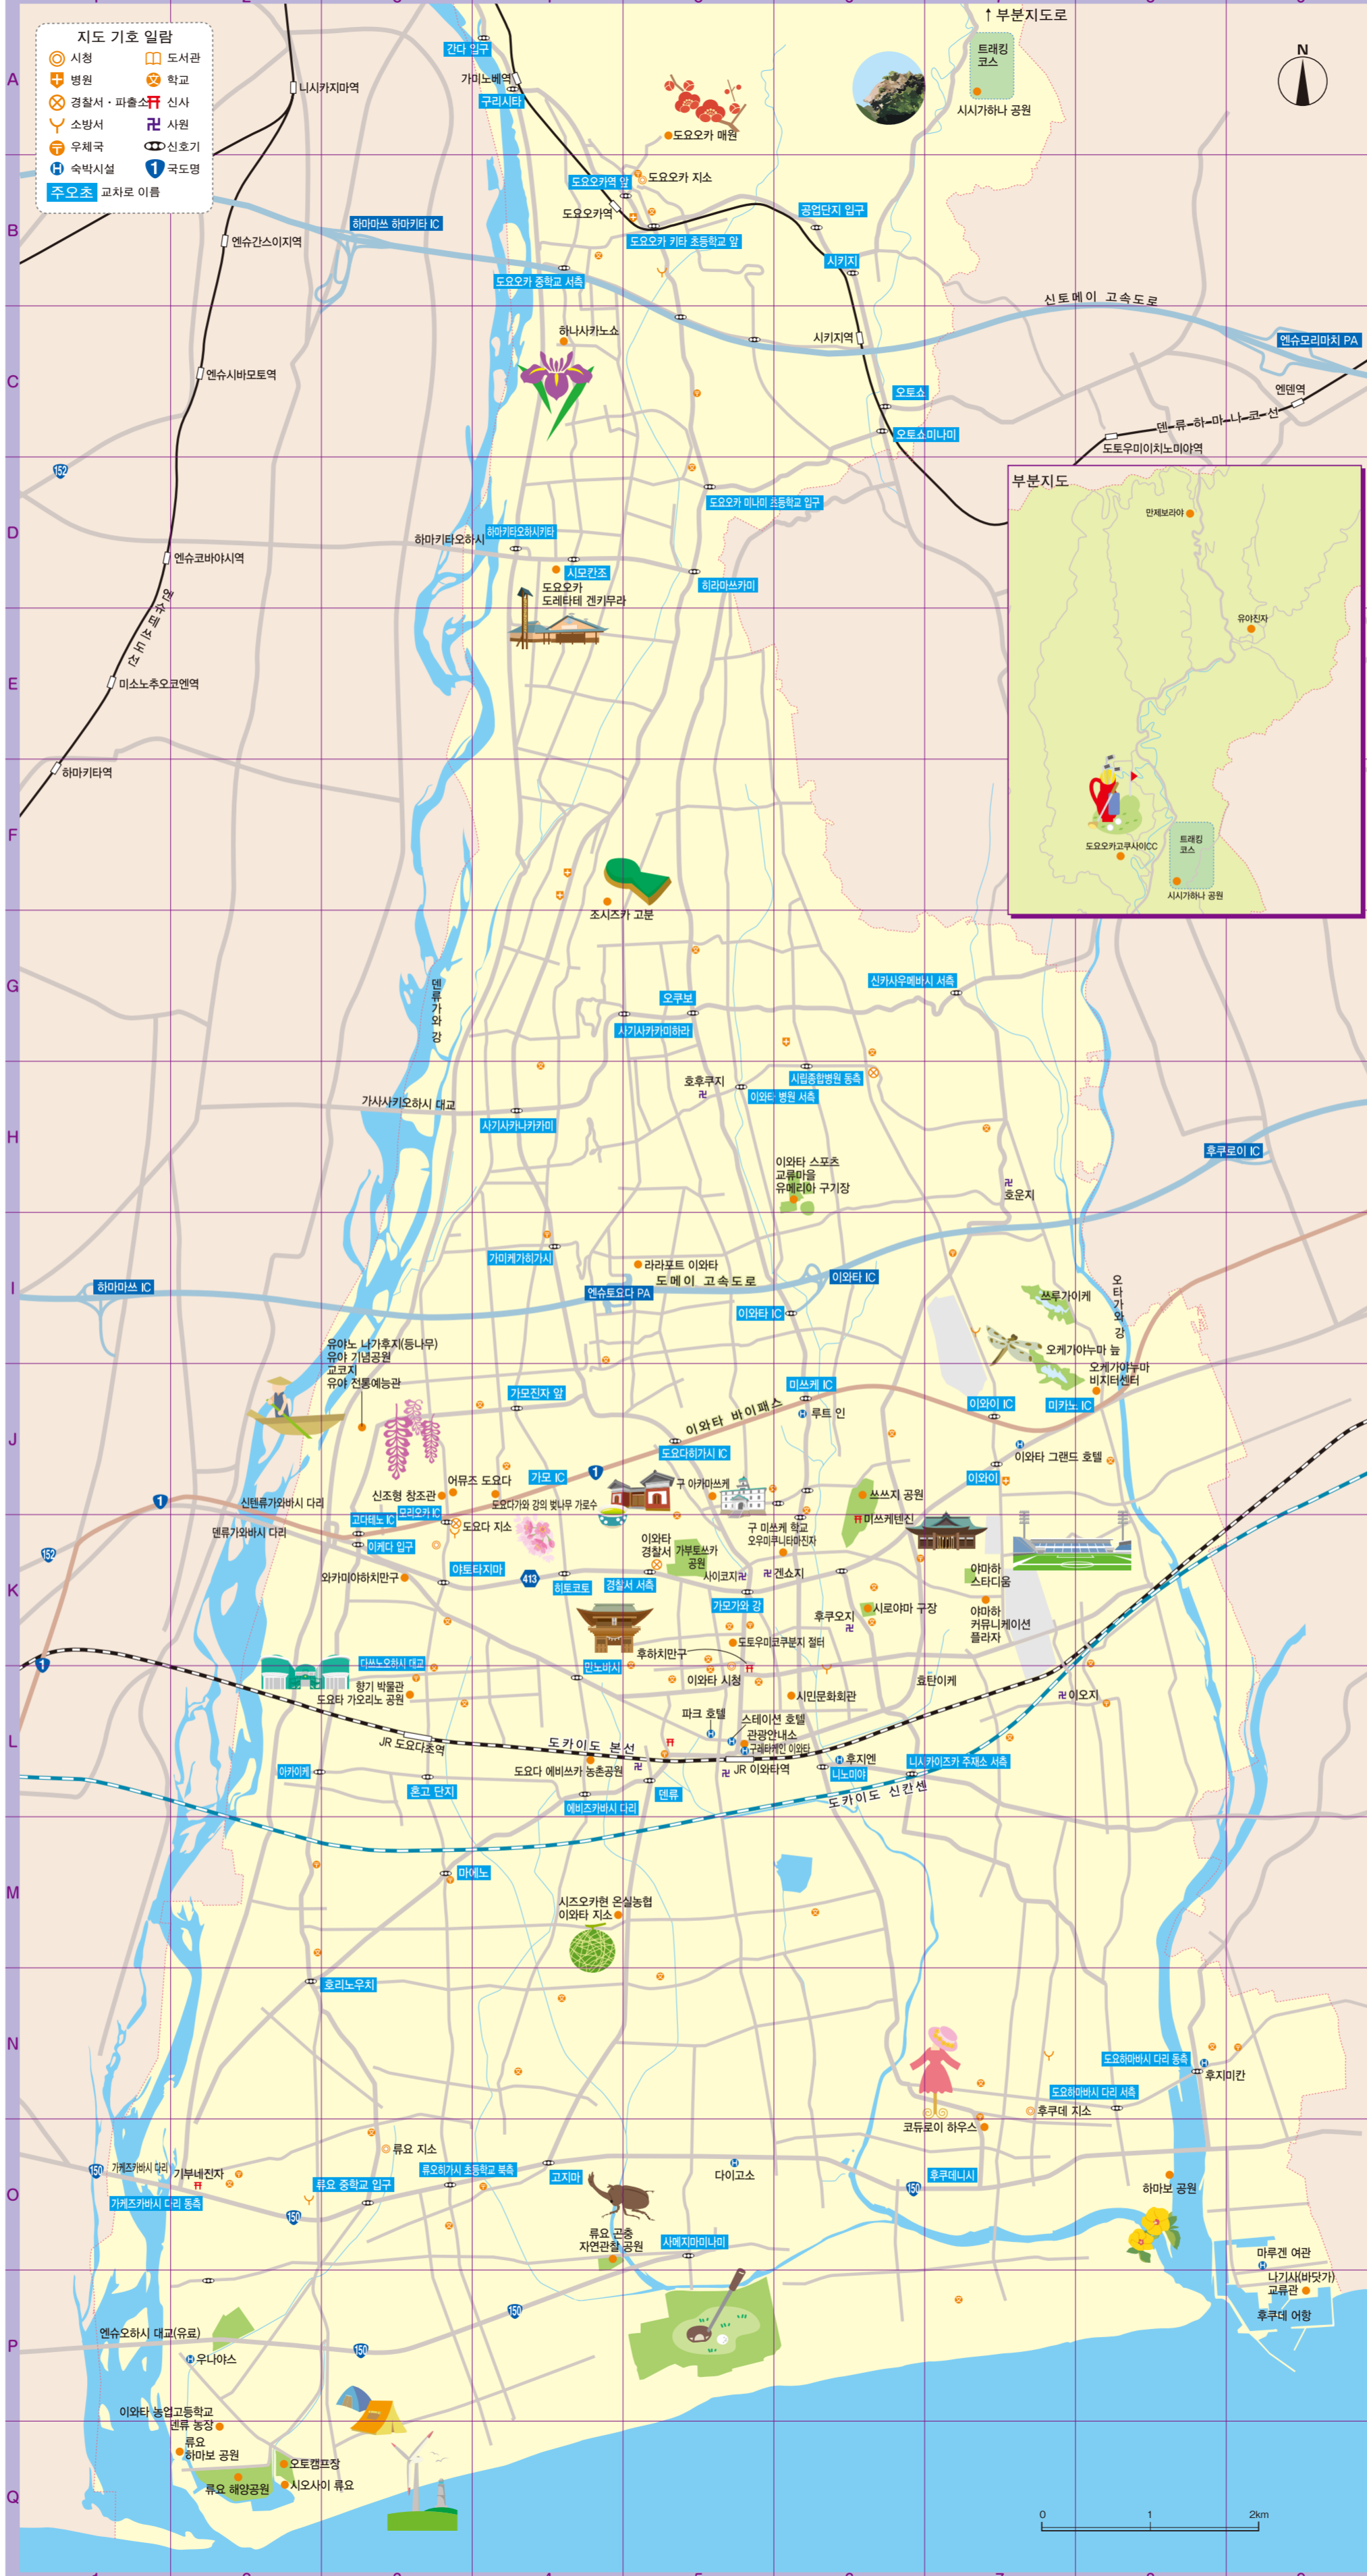 ↑ 부분지도로
지도 기호 일람
시청
도서관
병원
학교
경찰서 · 파출소
신사
소방서
사원
우체국
신호기
숙박시설
1 국도명
주오초 교차로 이름
N
A
B
C
D
E
F
G
H
I
J
K
L
M
N
O
P
Q
간다 입구
가미노베역
구리시타
니시카지마역
트래킹
코스
시시가하나 공원
도요오카 매원
도요오카역 앞
도요오카 지소
도요오카역
공업단지 입구
하마마쓰 하마키타 IC
엔슈간스이지역
도요오카 키타 초등학교 앞
시키지
도요오카 중학교 서측
신토메이 고속도로
하나사카노쇼
시키지역
엔슈모리마치 PA
엔슈시바모토역
오토쇼
엔덴역
덴류하마나코선
오토쇼미나미
도토우미이치노미야역
152
도요오카 미나미 초등학교 입구
하마키타오하시
하마키타오하시키타
엔슈코바야시역
시모칸조
히라마쓰카미
도요오카
도레타테 겐키무라
엔슈테쓰도선
미소노추오코엔역
하마키타역
부분지도
만제보라야
유야진자
도요오카고쿠사이CC
트래킹
코스
시시가하나 공원
조시즈카 고분
덴류가와 강
신카사우메바시 서측
오쿠보
사기사카카미하라
호후쿠지
시립종합병원 동측
이와타 병원 서측
가사사키오하시 대교
사기사카나카카미
후쿠로이 IC
이와타 스포츠
교류마을
유메리아 구기장
호운지
가미케가히가시
라라포트 이와타
도메이 고속도로
이와타 IC
하마마쓰 IC
엔슈토요다 PA
이와타 IC
쓰루가이케
오타가와 강
유야노 나가후지(등나무)
유야 기념공원
교코지
유야 전통예능관
오케가야누마 늪
오케가야누마
비지터센터
가모진자 앞
미쓰케 IC
루트 인
이와타 바이패스
이와이 IC
미카노 IC
도요다히가시 IC
이와타 그랜드 호텔
이와이
1
어뮤즈 도요다
가모 IC
구 아카마쓰케
신조형 창조관
쓰쓰지 공원
1
신텐류가와바시 다리
모리오카 IC
도요다가와 강의 벚나무 가로수
고다테노 IC
도요다 지소
미쓰케텐진
덴류가와바시 다리
이케다 입구
구 미쓰케 학교
오우미쿠니타마진자
이와타
경찰서
가부토쓰카
공원
152
와카미야하치만구
야토타지마
413
히토코토
경찰서 서측
사이코지
겐쇼지
야마하
스타디움
가모가와 강
후쿠오지
시로야마 구장
야마하
커뮤니케이션
플라자
도토우미코쿠분지 절터
후하치만구
1
다쓰노오하시 대교
만노바시
이와타 시청
효탄이케
향기 박물관
도요타 가오리노 공원
시민문화회관
이오지
파크 호텔
스테이션 호텔
관광안내소
JR 도요다초역
도카이도 본선
구레타케인 이와타
후지엔
니시카이즈카 주재소 서측
도요다 에비쓰카 농촌공원
JR 이와타역
니노미야
아카이케
혼고 단지
덴류
도카이도 신칸센
에비즈카바시 다리
마에노
시즈오카현 온실농협
이와타 지소
호리노우치
도요하마바시 다리 동측
후지미칸
도요하마바시 다리 서측
후쿠데 지소
코듀로이 하우스
류요 지소
150
가케즈카바시 다리
기부네진자
류오히가시 초등학교 북측
고지마
다이고소
후쿠데니시
류요 중학교 입구
150
하마보 공원
가케즈카바시 다리 동측
150
류요 곤충
자연관찰 공원
사메지마미나미
마루겐 여관
나기사(바닷가)
교류관
150
후쿠데 어항
엔슈오하시 대교(유료)
150
우나야스
이와타 농업고등학교
덴류 농장
류요
하마보 공원
오토캠프장
류요 해양공원
시오사이 류요
0 1 2km